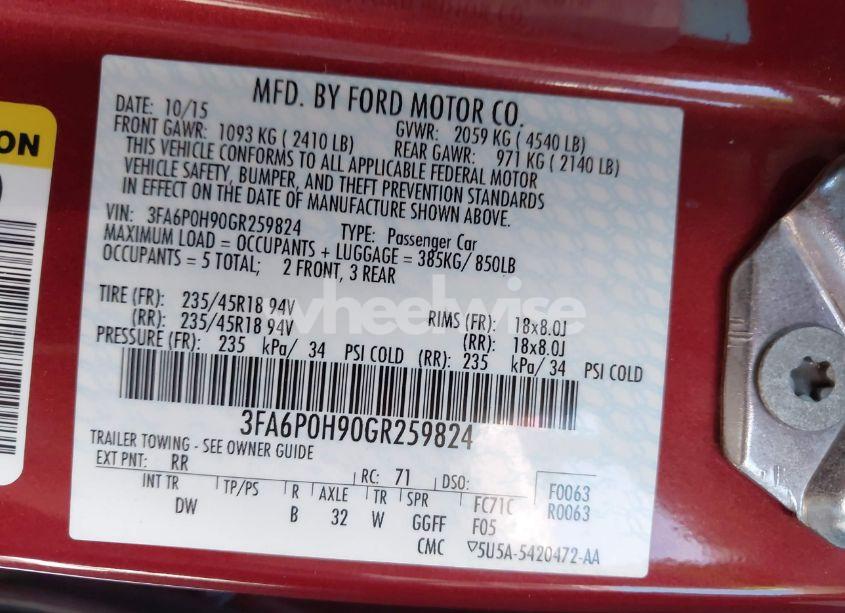 MFD. BY FORD MOTOR CO.
DATE: 10/15 GVWR: 2059 KG ( 4540 LB)
FRONT GAWR: 1093 KG ( 2410 LB) REAR GAWR: 971 KG ( 2140 LB)
THIS VEHICLE CONFORMS TO ALL APPLICABLE FEDERAL MOTOR
VEHICLE SAFETY, BUMPER, AND THEFT PREVENTION STANDARDS
IN EFFECT ON THE DATE OF MANUFACTURE SHOWN ABOVE.
VIN: 3FA6P0H90GR259824 TYPE: Passenger Car
MAXIMUM LOAD = OCCUPANTS + LUGGAGE = 385KG/ 850LB
OCCUPANTS = 5 TOTAL; 2 FRONT, 3 REAR
TIRE (FR): 235/45R18 94V RIMS (FR): 18x8.0J
(RR): 235/45R18 94V (RR): 18x8.0J
PRESSURE (FR): 235 kPa/ 34 PSI COLD (RR): 235 kPa/34 PSI COLD
3FA6P0H90GR259824
TRAILER TOWING - SEE OWNER GUIDE
EXT PNT: RR RC: 71 DSO: F0063
INT TR TP/PS R AXLE TR SPR FC71C R0063
DW B 32 W GGFF F05
CMC ▽5U5A-5420472-AA
ON
wheelwise